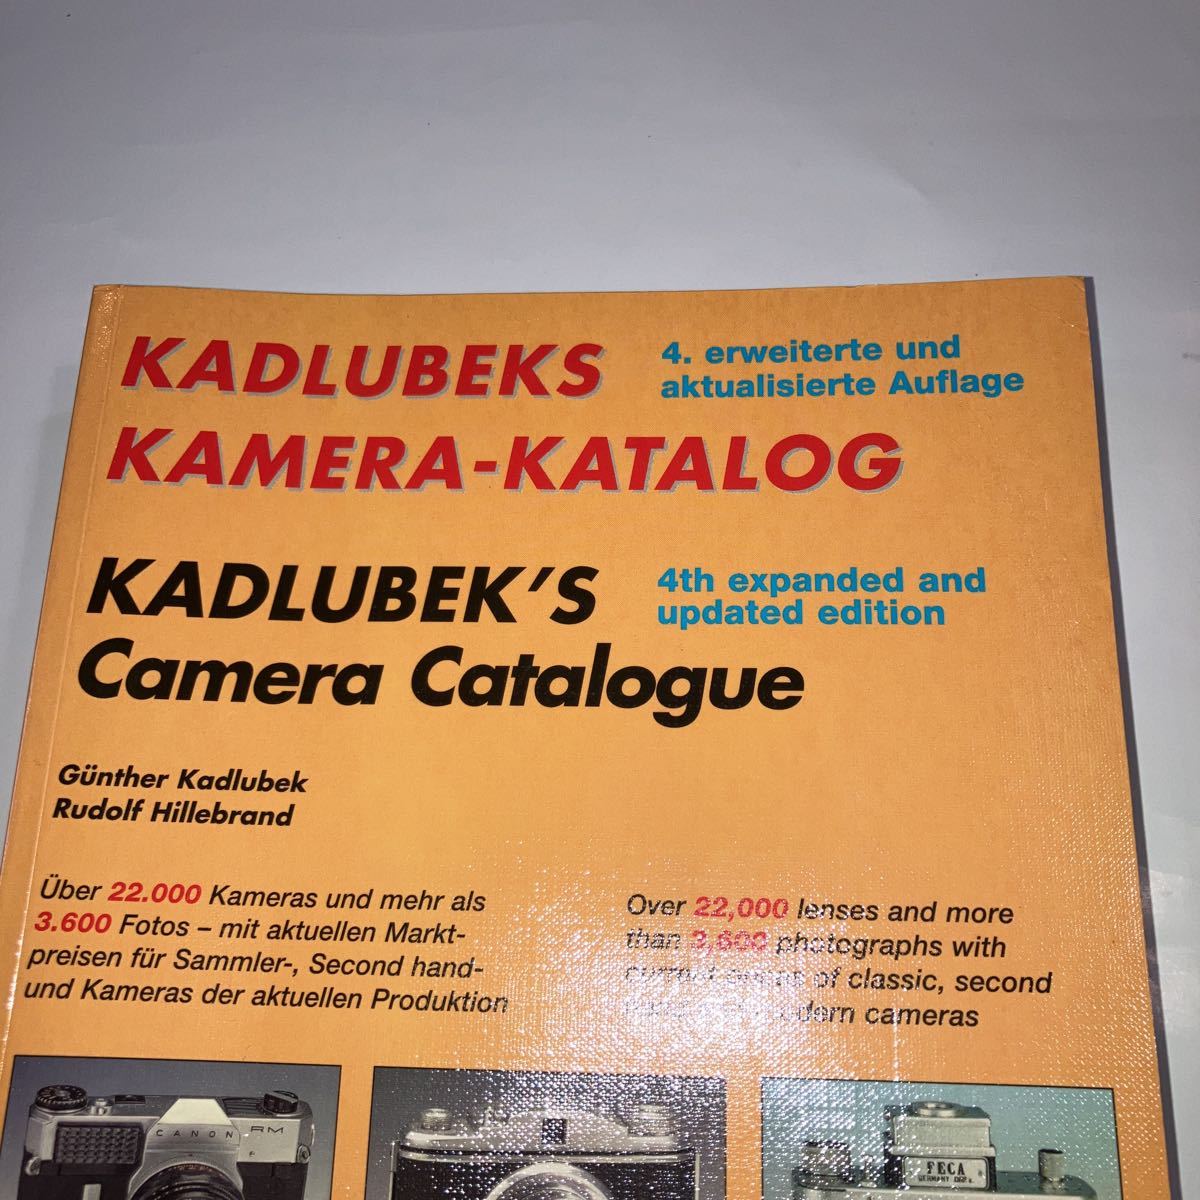 KADLUBEKS
KAMERA-KATALOG
4. erweiterte und
aktualisierte Auflage
KADLUBEK'S
Camera Catalogue
4th expanded and
updated edition
Günther Kadlubek
Rudolf Hillebrand
Über 22.000 Kameras und mehr als
3.600 Fotos – mit aktuellen Markt-
preisen für Sammler-, Second hand-
und Kameras der aktuellen Produktion
Over 22,000 lenses and more
than 3,600 photographs with
of classic, second
cameras
CANON RM
FECA
GERMANY